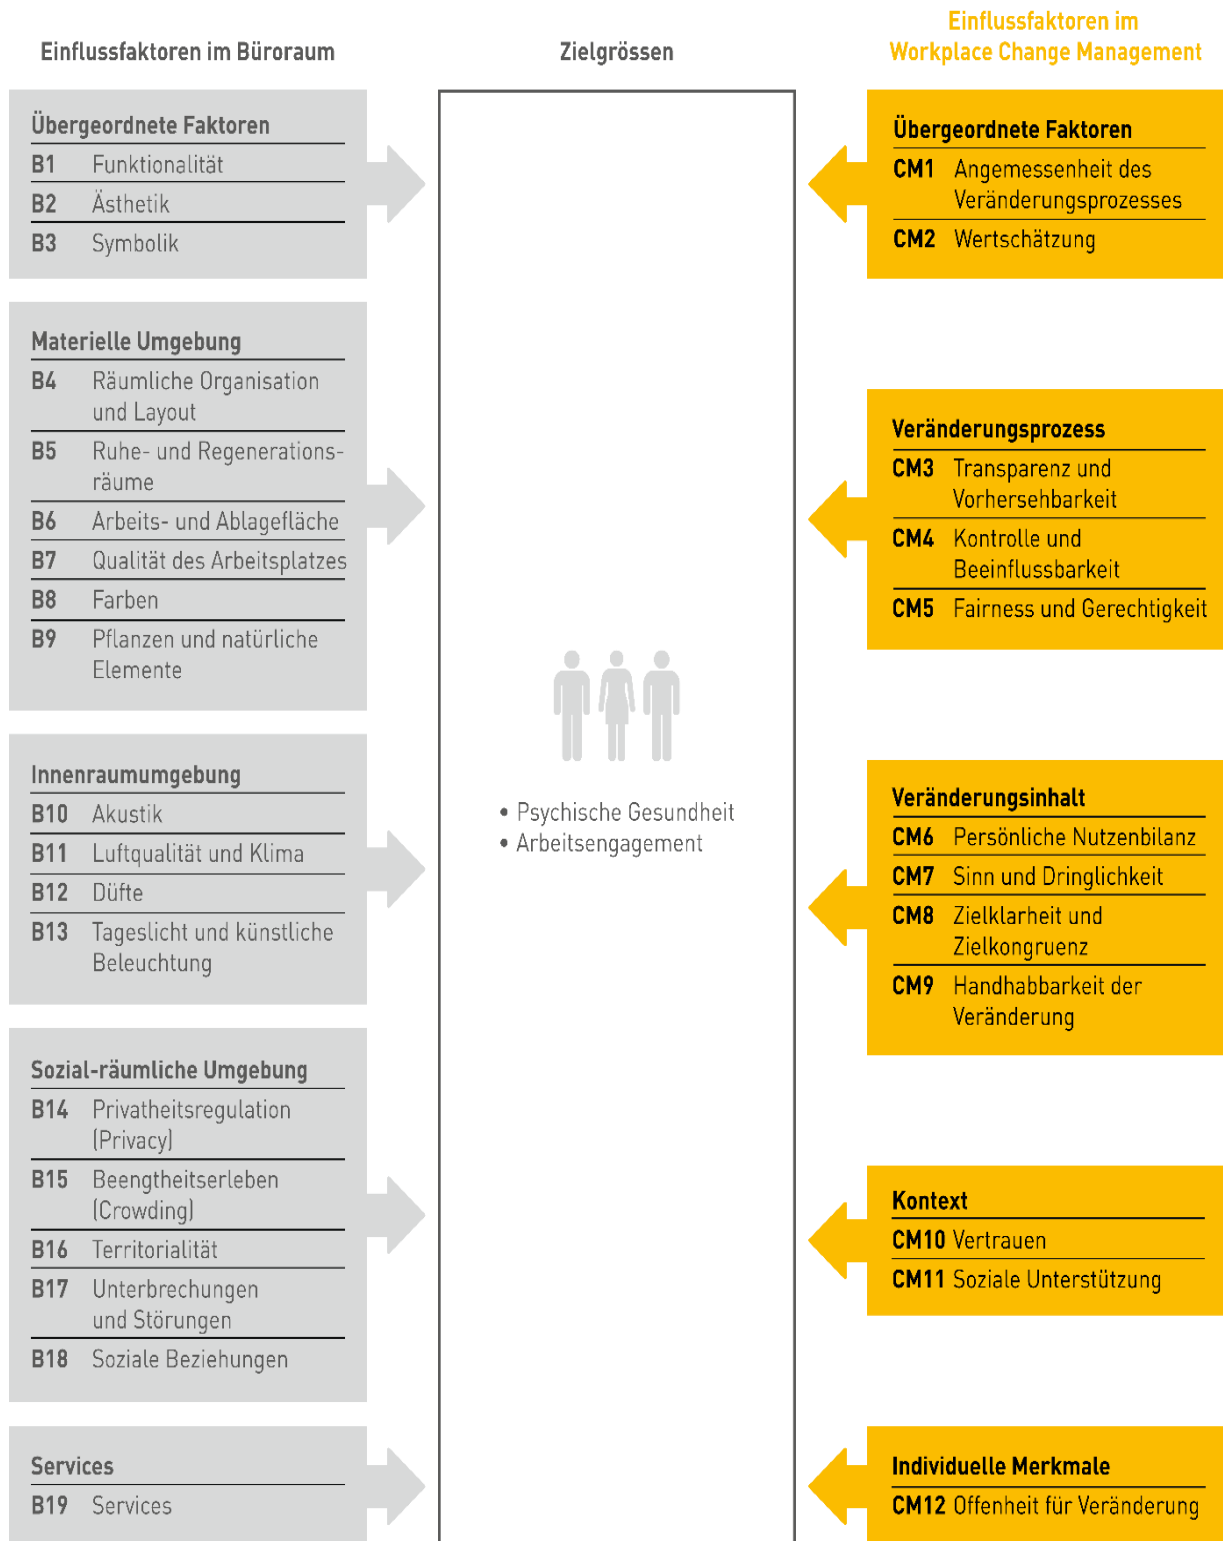 Einflussfaktoren im Büroraum
Übergeordnete Faktoren
B1 Funktionalität
B2 Ästhetik
B3 Symbolik
Materielle Umgebung
B4 Räumliche Organisation
und Layout
B5 Ruhe- und Regenerations-
räume
B6 Arbeits- und Ablagefläche
B7 Qualität des Arbeitsplatzes
B8 Farben
B9 Pflanzen und natürliche
Elemente
Innenraumumgebung
B10 Akustik
B11 Luftqualität und Klima
B12 Düfte
B13 Tageslicht und künstliche
Beleuchtung
Sozial-räumliche Umgebung
B14 Privatheitsregulation
(Privacy)
B15 Beengtheitserleben
(Crowding)
B16 Territorialität
B17 Unterbrechungen
und Störungen
B18 Soziale Beziehungen
Services
B19 Services
Zielgrössen
• Psychische Gesundheit
• Arbeitsengagement
Einflussfaktoren im
Workplace Change Management
Übergeordnete Faktoren
CM1 Angemessenheit des
Veränderungsprozesses
CM2 Wertschätzung
Veränderungsprozess
CM3 Transparenz und
Vorhersehbarkeit
CM4 Kontrolle und
Beeinflussbarkeit
CM5 Fairness und Gerechtigkeit
Veränderungsinhalt
CM6 Persönliche Nutzenbilanz
CM7 Sinn und Dringlichkeit
CM8 Zielklarheit und
Zielkongruenz
CM9 Handhabbarkeit der
Veränderung
Kontext
CM10 Vertrauen
CM11 Soziale Unterstützung
Individuelle Merkmale
CM12 Offenheit für Veränderung